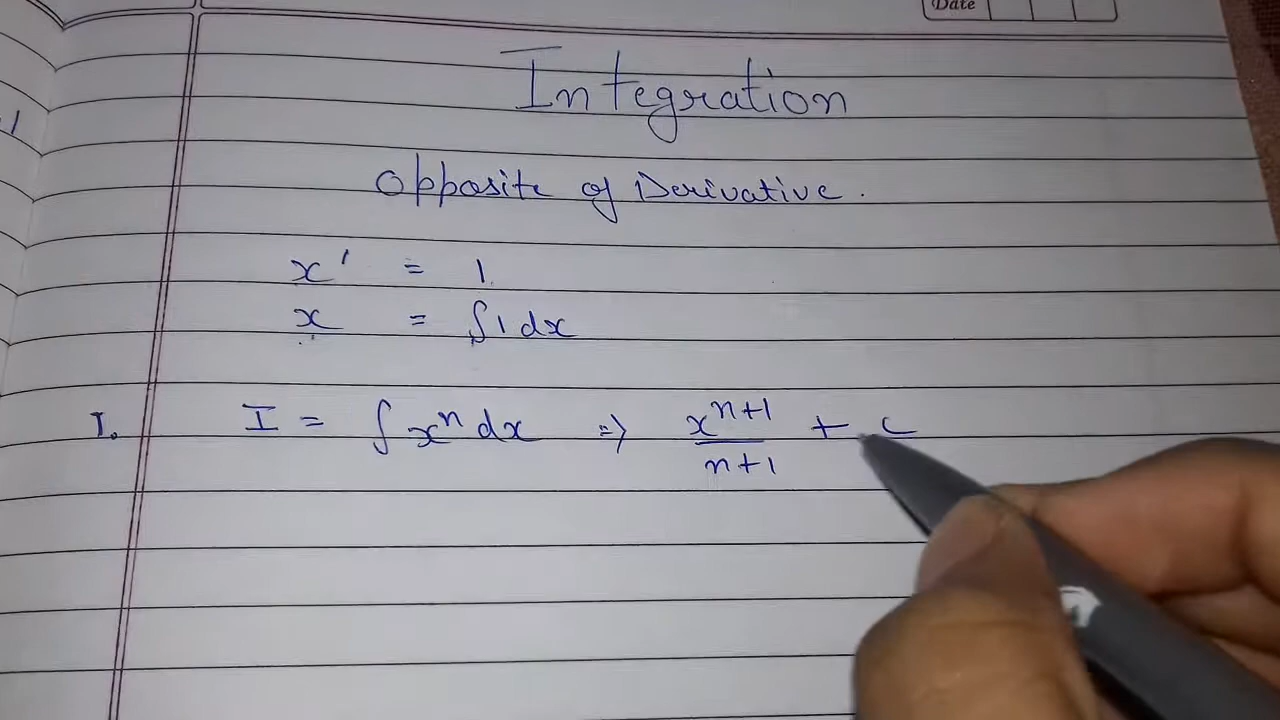 Date
Integration
Opposite of Derivative.
x' = 1
x = ∫1 dx
I. I = ∫xⁿ dx ⇒ xⁿ⁺¹/n+1 + c